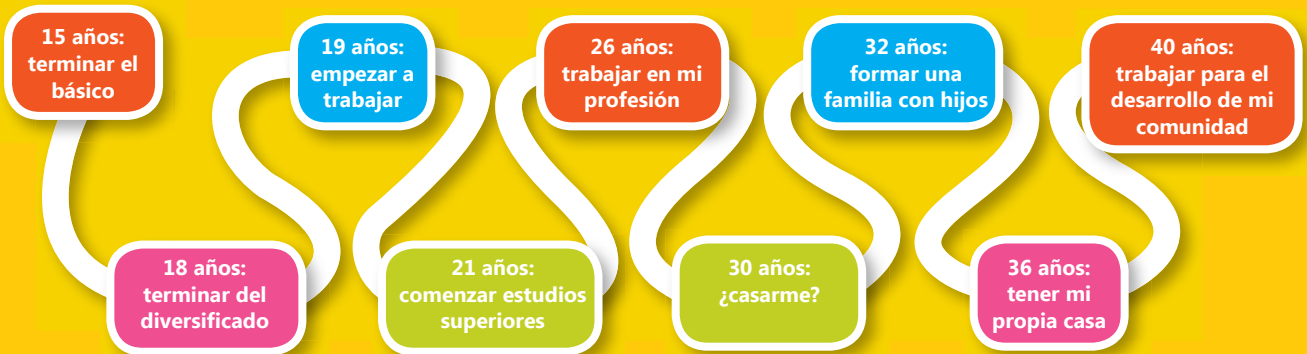 15 años:
terminar el
básico
18 años:
terminar del
diversificado
19 años:
empezar a
trabajar
21 años:
comenzar estudios
superiores
26 años:
trabajar en mi
profesión
30 años:
¿casarme?
32 años:
formar una
familia con hijos
36 años:
tener mi
propia casa
40 años:
trabajar para el
desarrollo de mi
comunidad